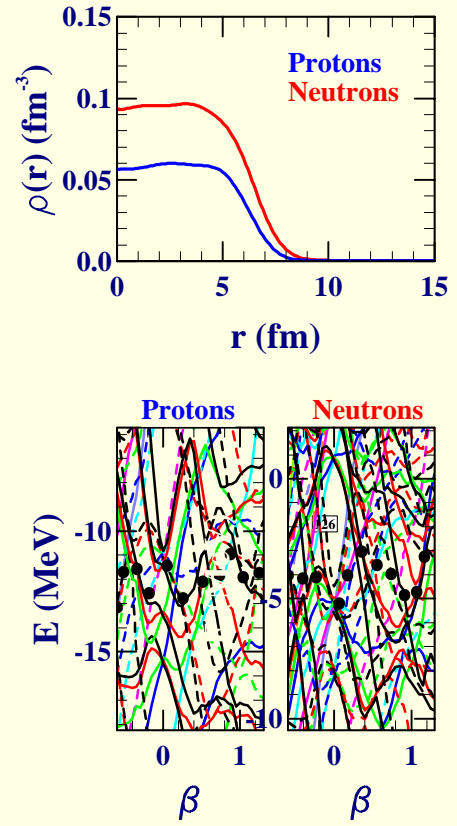 0.15
Protons
Neutrons
0.1
0.05
0.0
ρ(r) (fm⁻³)
0 5 10 15
r (fm)
Protons Neutrons
E (MeV)
-10
-15
0
-5
-10
126
0 1 0 1
β β